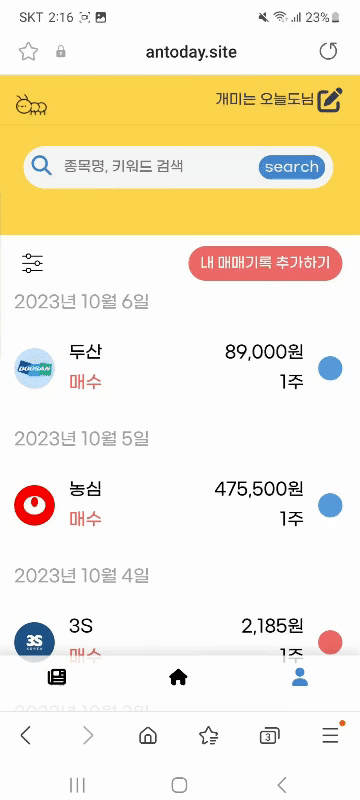 SKT 2:16 23%
antoday.site
개미는 오늘도님
종목명, 키워드 검색 search
내 매매기록 추가하기
2023년 10월 6일
DOOSAN 두산 89,000원
매수 1주
2023년 10월 5일
농심 475,500원
매수 1주
2023년 10월 4일
3S 3S 2,185원
매수 1주
3